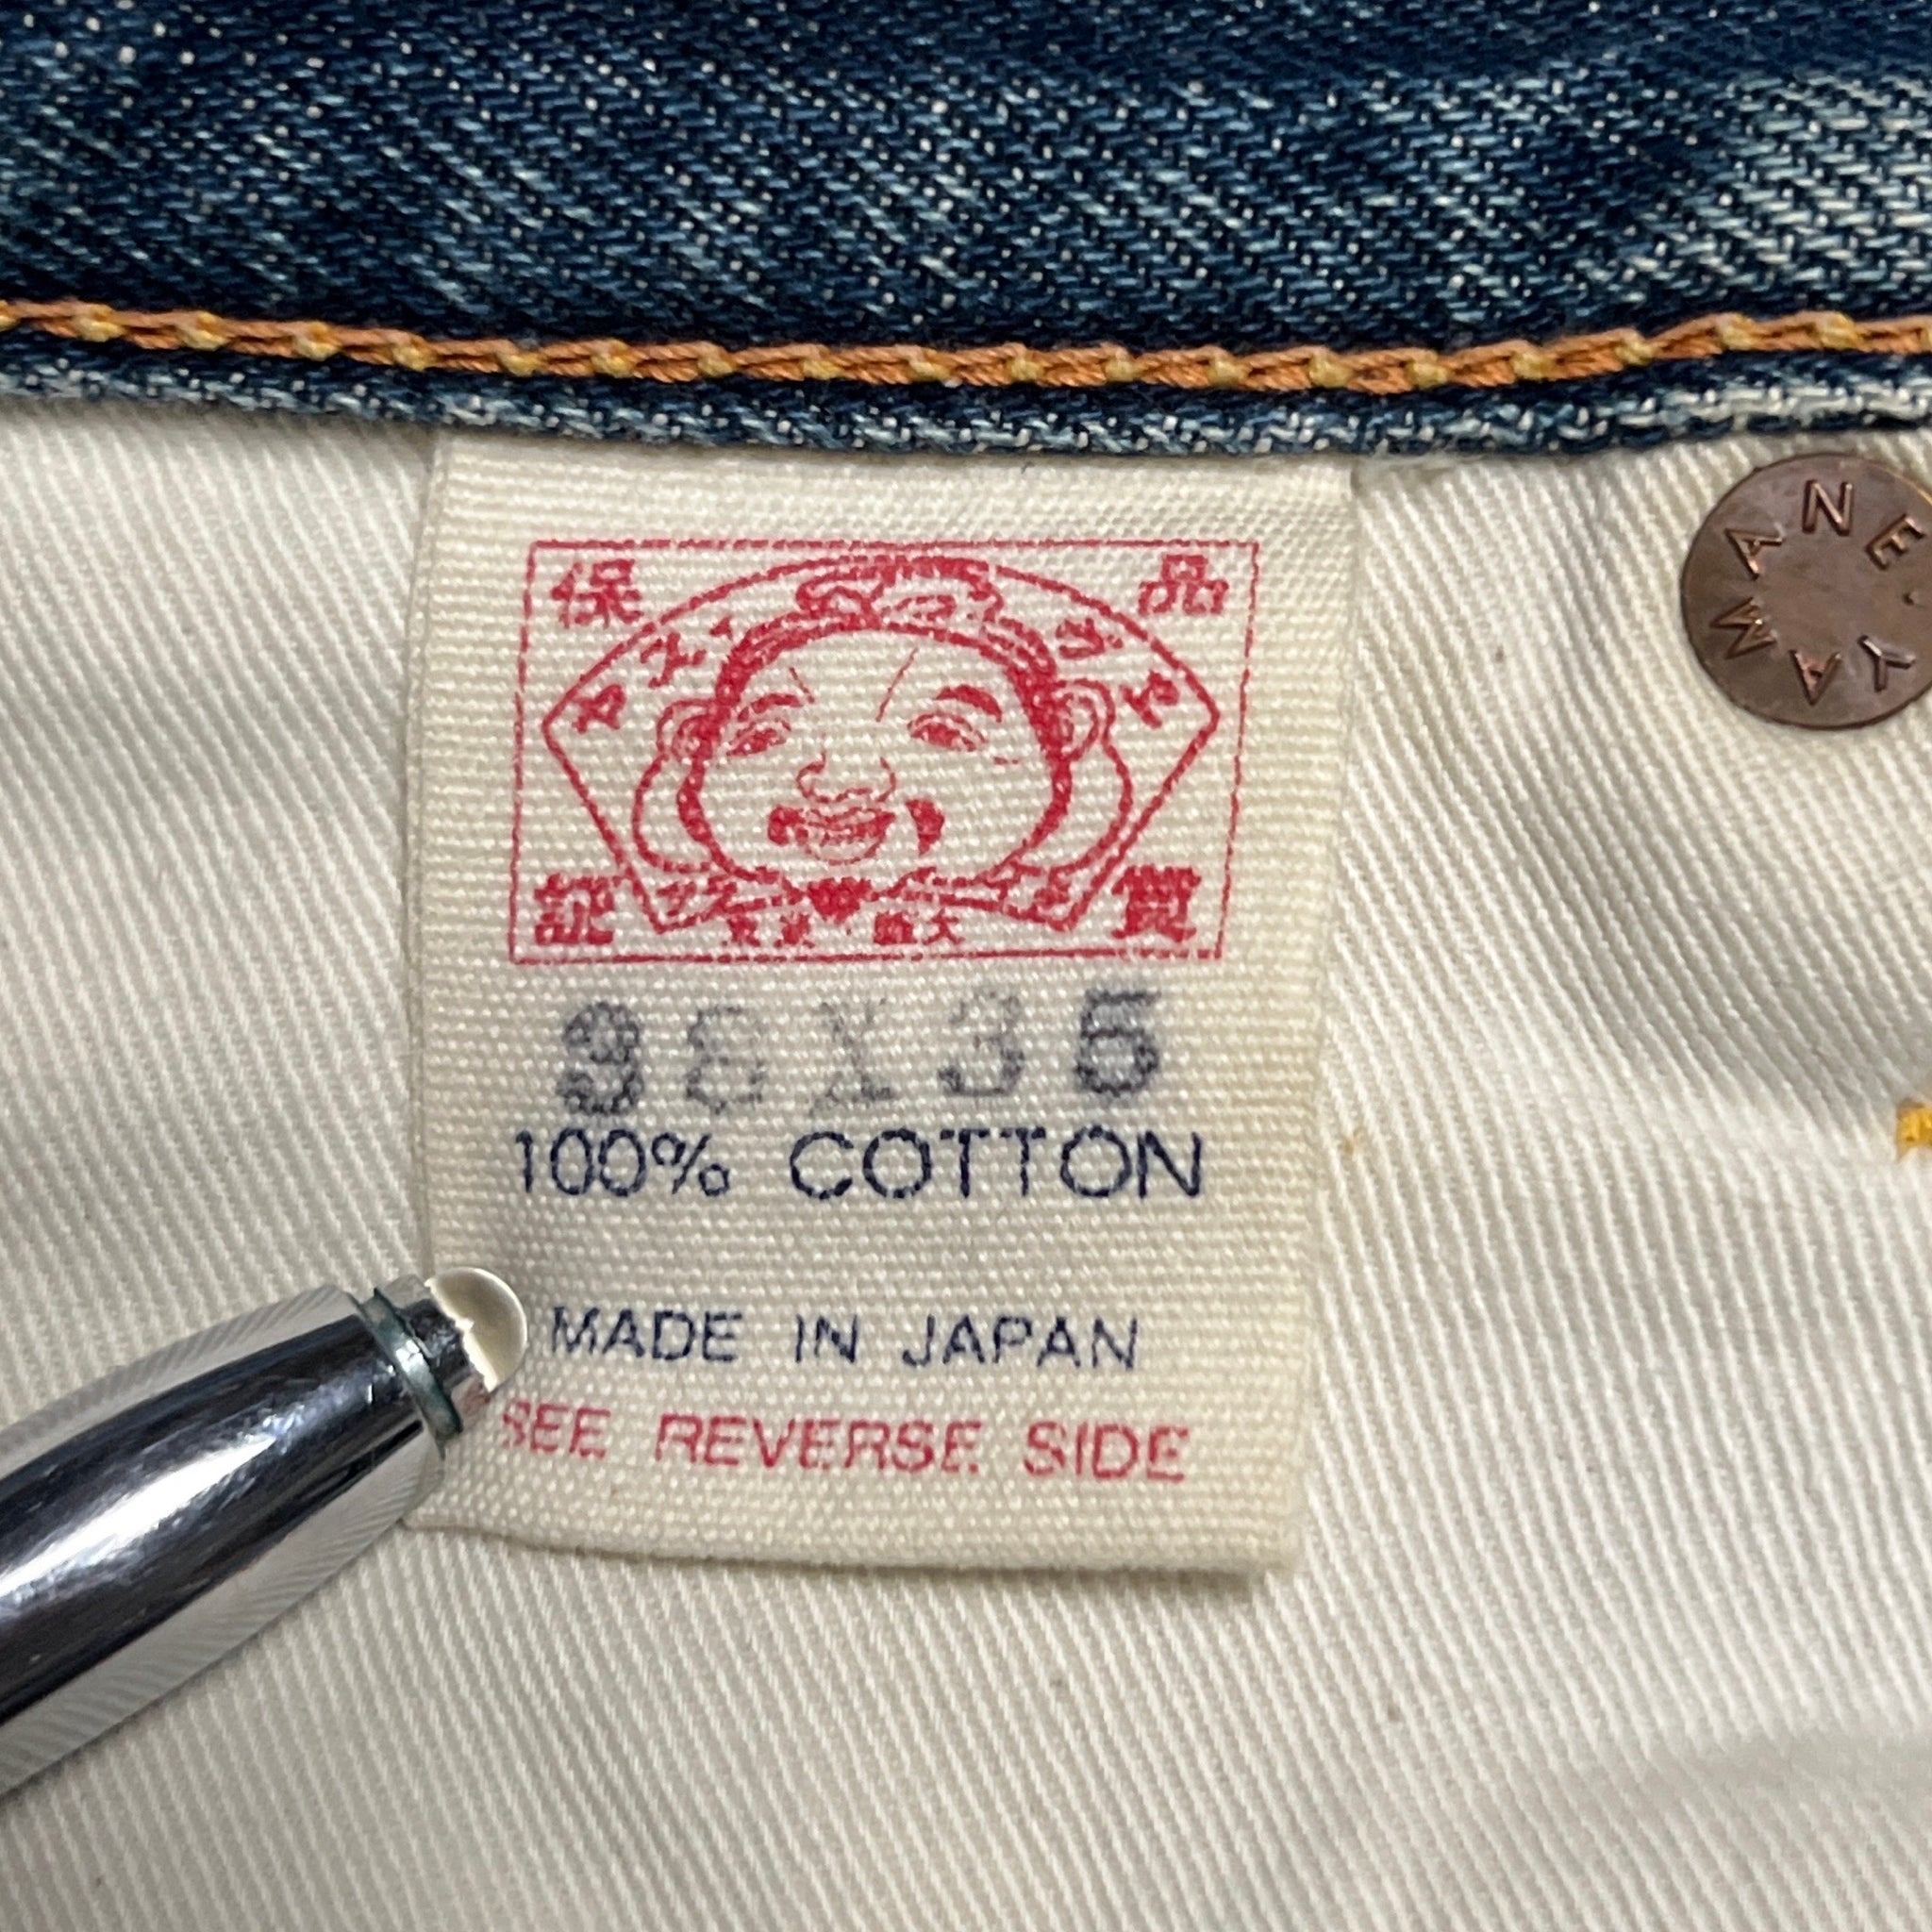 保 品
証 質
98X35
100% COTTON
MADE IN JAPAN
SEE REVERSE SIDE
YAMANE